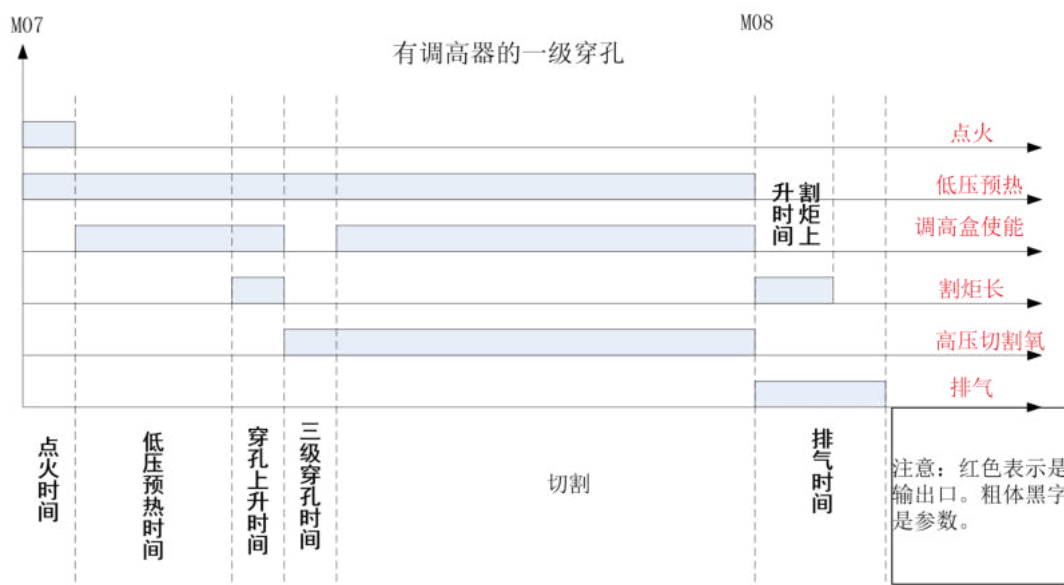 M07
M08
有调高器的一级穿孔
点火
低压预热
割炬上
升时间
调高盒使能
割炬长
高压切割氧
排气
点火时间
低压预热时间
穿孔上升时间
三级穿孔时间
切割
排气时间
注意：红色表示是
输出口。粗体黑字
是参数。